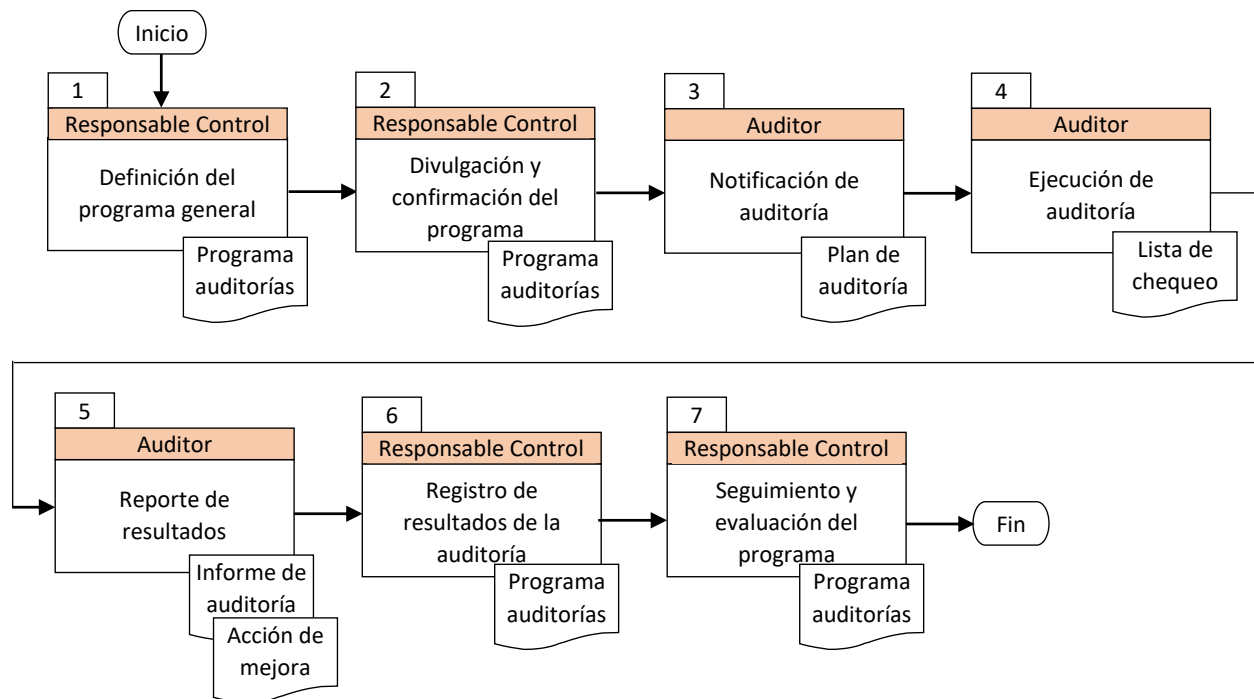 Inicio
1
Responsable Control
Definición del
programa general
Programa
auditorías
2
Responsable Control
Divulgación y
confirmación del
programa
Programa
auditorías
3
Auditor
Notificación de
auditoría
Plan de
auditoría
4
Auditor
Ejecución de
auditoría
Lista de
chequeo
5
Auditor
Reporte de
resultados
Informe de
auditoría
Acción de
mejora
6
Responsable Control
Registro de
resultados de la
auditoría
Programa
auditorías
7
Responsable Control
Seguimiento y
evaluación del
programa
Programa
auditorías
Fin